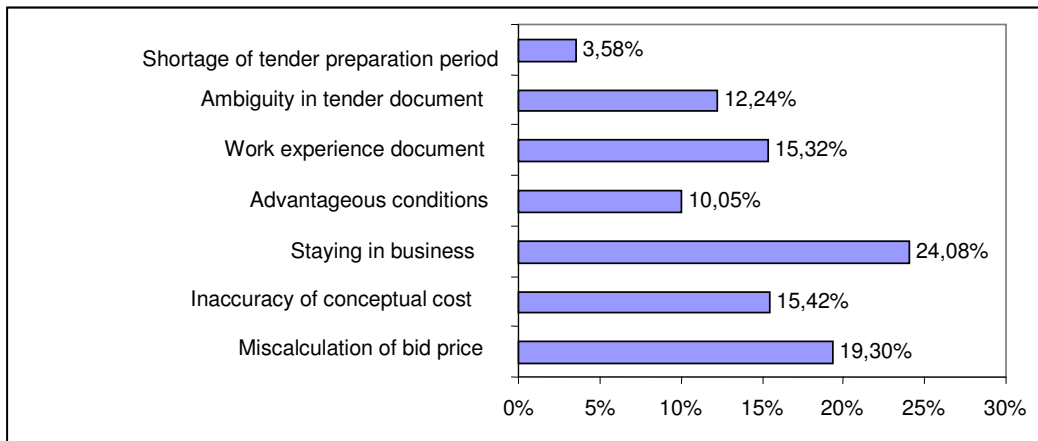 Shortage of tender preparation period 3,58%
Ambiguity in tender document 12,24%
Work experience document 15,32%
Advantageous conditions 10,05%
Staying in business 24,08%
Inaccuracy of conceptual cost 15,42%
Miscalculation of bid price 19,30%
0% 5% 10% 15% 20% 25% 30%